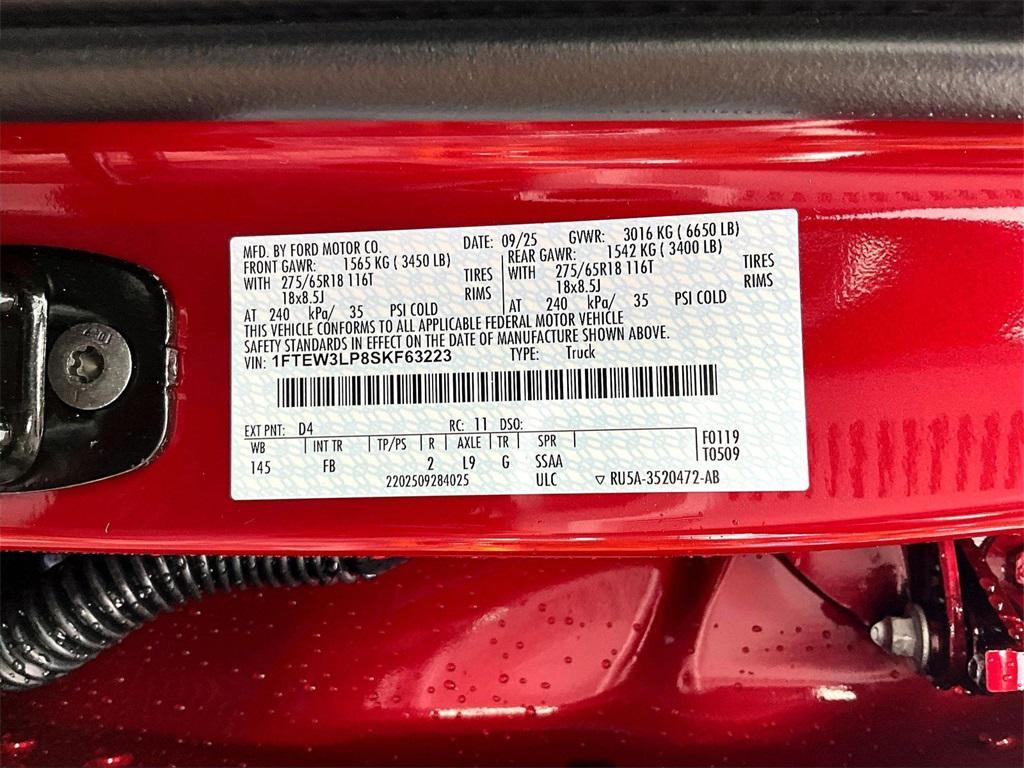 MFD. BY FORD MOTOR CO. DATE: 09/25 GVWR: 3016 KG ( 6650 LB)
FRONT GAWR: 1565 KG ( 3450 LB) REAR GAWR: 1542 KG ( 3400 LB)
WITH 275/65R18 116T TIRES WITH 275/65R18 116T TIRES
18x8.5J RIMS 18x8.5J RIMS
AT 240 kPa/ 35 PSI COLD AT 240 kPa/ 35 PSI COLD
THIS VEHICLE CONFORMS TO ALL APPLICABLE FEDERAL MOTOR VEHICLE
SAFETY STANDARDS IN EFFECT ON THE DATE OF MANUFACTURE SHOWN ABOVE.
VIN: 1FTEW3LP8SKF63223 TYPE: Truck
EXT PNT: D4 RC: 11 DSO:
WB INT TR TP/PS R AXLE TR SPR F0119
145 FB 2 L9 G SSAA T0509
2202509284025 ULC ▽ RU5A-3520472-AB